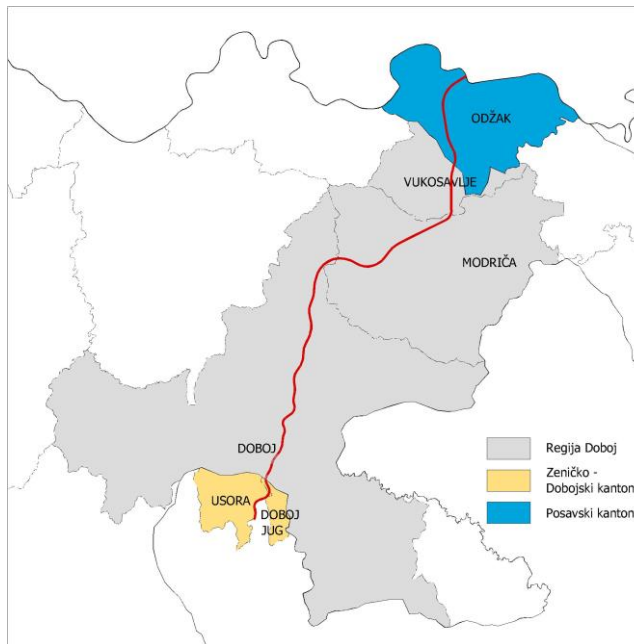 ODŽAK
VUKOSAVLJE
MODRIČA
DOBOJ
USORA
DOBOJ
JUG
Regija Doboj
Zeničko -
Dobojski kanton
Posavski kanton